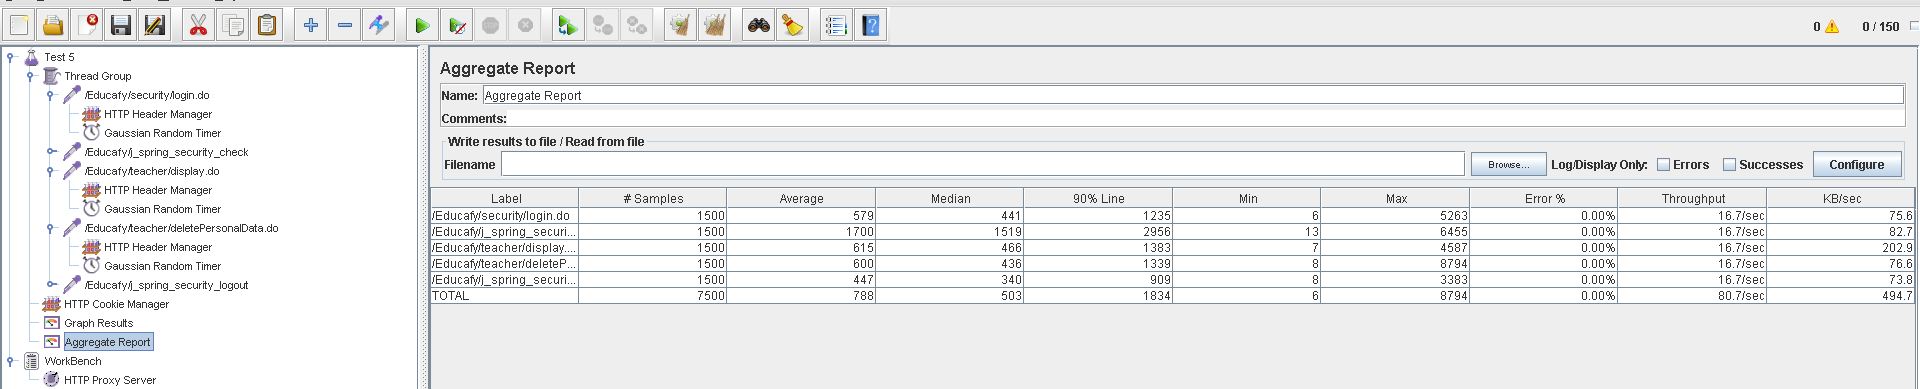 0 0 / 150
Test 5
Thread Group
/Educafy/security/login.do
HTTP Header Manager
Gaussian Random Timer
/Educafy/j_spring_security_check
/Educafy/teacher/display.do
HTTP Header Manager
Gaussian Random Timer
/Educafy/teacher/deletePersonalData.do
HTTP Header Manager
Gaussian Random Timer
/Educafy/j_spring_security_logout
HTTP Cookie Manager
Graph Results
Aggregate Report
WorkBench
HTTP Proxy Server
Aggregate Report
Name: Aggregate Report
Comments:
Write results to file / Read from file
Filename Browse... Log/Display Only: Errors Successes Configure
Label # Samples Average Median 90% Line Min Max Error % Throughput KB/sec
/Educafy/security/login.do 1500 579 441 1235 6 5263 0.00% 16.7/sec 75.6
/Educafy/j_spring_securi... 1500 1700 1519 2956 13 6455 0.00% 16.7/sec 82.7
/Educafy/teacher/display.... 1500 615 466 1383 7 4587 0.00% 16.7/sec 202.9
/Educafy/teacher/deleteP... 1500 600 436 1339 8 8794 0.00% 16.7/sec 76.6
/Educafy/j_spring_securi... 1500 447 340 909 8 3383 0.00% 16.7/sec 73.8
TOTAL 7500 788 503 1834 6 8794 0.00% 80.7/sec 494.7